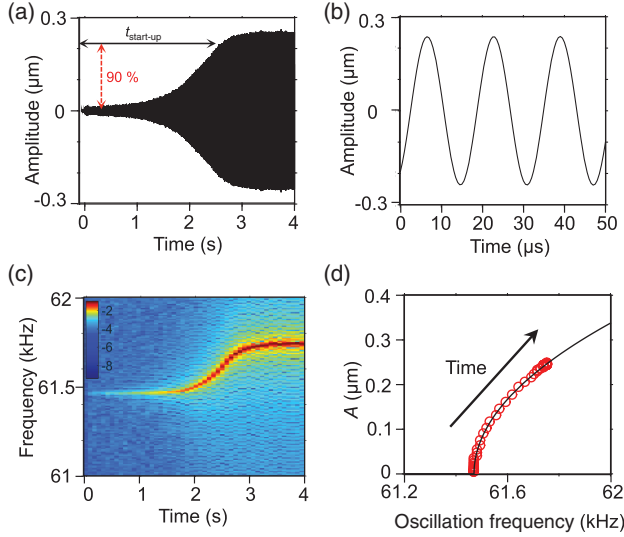 (a)
0.3
0
-0.3
Amplitude (µm)
t start-up
90 %
0 1 2 3 4
Time (s)
(b)
0.3
0
-0.3
Amplitude (µm)
0 10 20 30 40 50
Time (µs)
(c)
62
61.5
61
Frequency (kHz)
-2
-4
-6
-8
0 1 2 3 4
Time (s)
(d)
0.4
0.3
0.2
0.1
0
A (µm)
Time
61.2 61.6 62
Oscillation frequency (kHz)